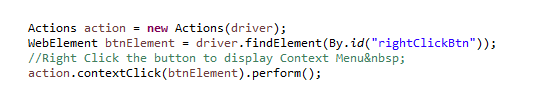 Actions action = new Actions(driver);
WebElement btnElement = driver.findElement(By.id("rightClickBtn"));
//Right Click the button to display Context Menu&nbsp;
action.contextClick(btnElement).perform();